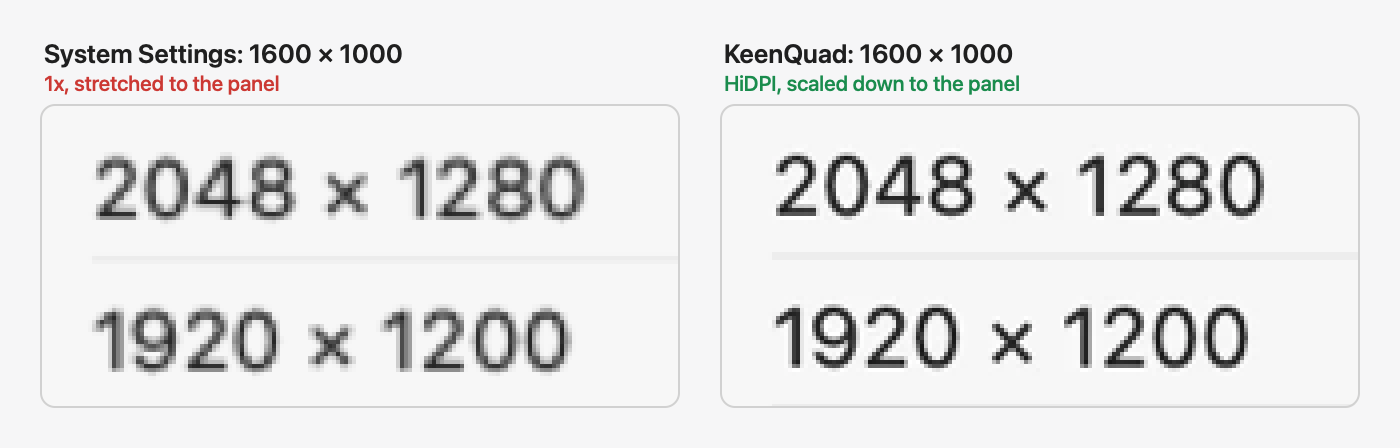 System Settings: 1600 × 1000
1x, stretched to the panel
2048 × 1280
1920 × 1200
KeenQuad: 1600 × 1000
HiDPI, scaled down to the panel
2048 × 1280
1920 × 1200